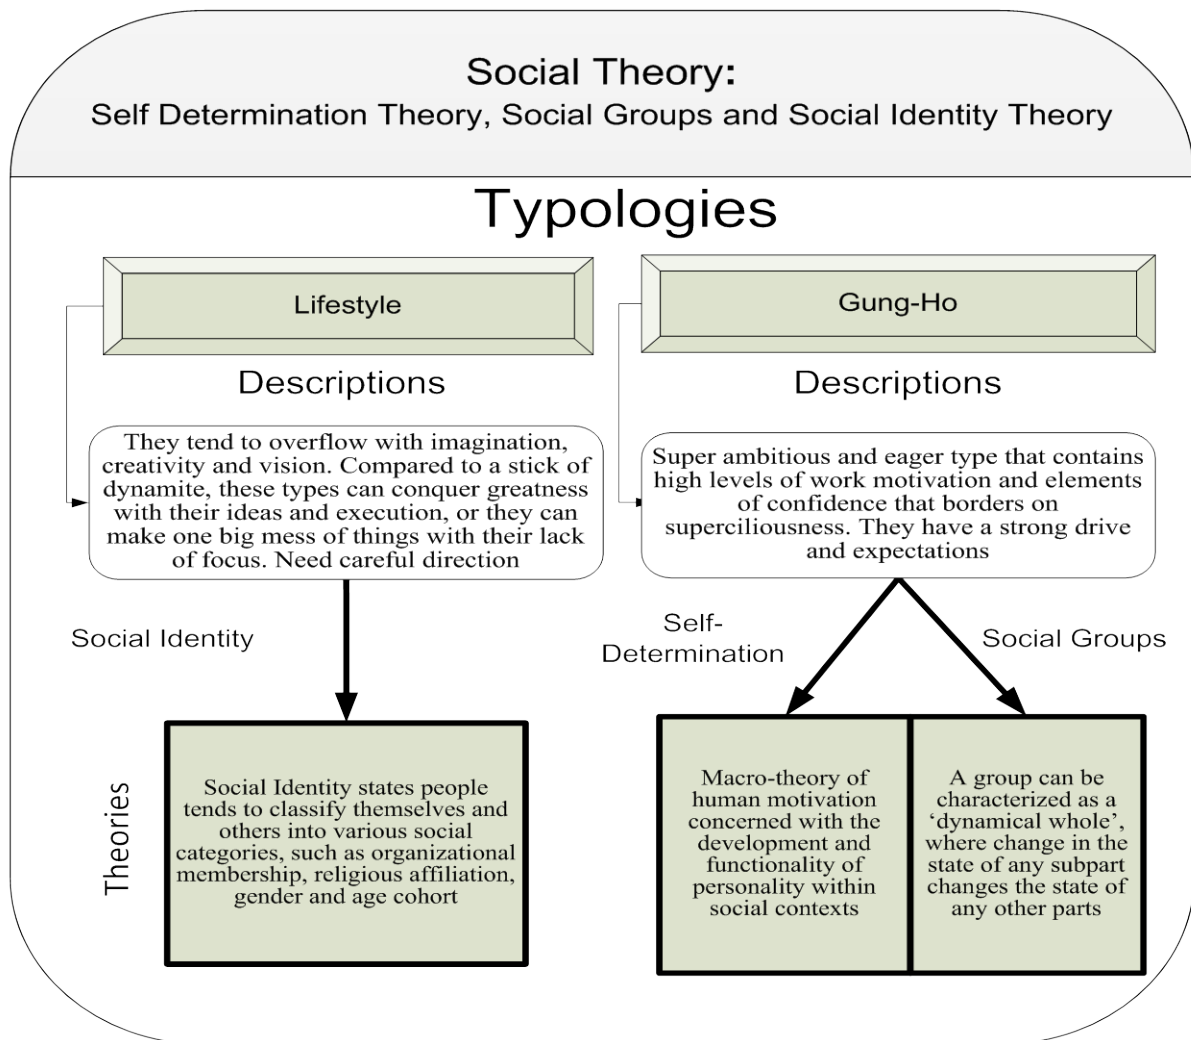 Social Theory:
Self Determination Theory, Social Groups and Social Identity Theory
Typologies
Lifestyle
Descriptions
They tend to overflow with imagination,
creativity and vision. Compared to a stick of
dynamite, these types can conquer greatness
with their ideas and execution, or they can
make one big mess of things with their lack
of focus. Need careful direction
Social Identity
Theories
Social Identity states people
tends to classify themselves and
others into various social
categories, such as organizational
membership, religious affiliation,
gender and age cohort
Gung-Ho
Descriptions
Super ambitious and eager type that contains
high levels of work motivation and elements
of confidence that borders on
superciliousness. They have a strong drive
and expectations
Self-
Determination
Social Groups
Macro-theory of
human motivation
concerned with the
development and
functionality of
personality within
social contexts
A group can be
characterized as a
‘dynamical whole’,
where change in the
state of any subpart
changes the state of
any other parts